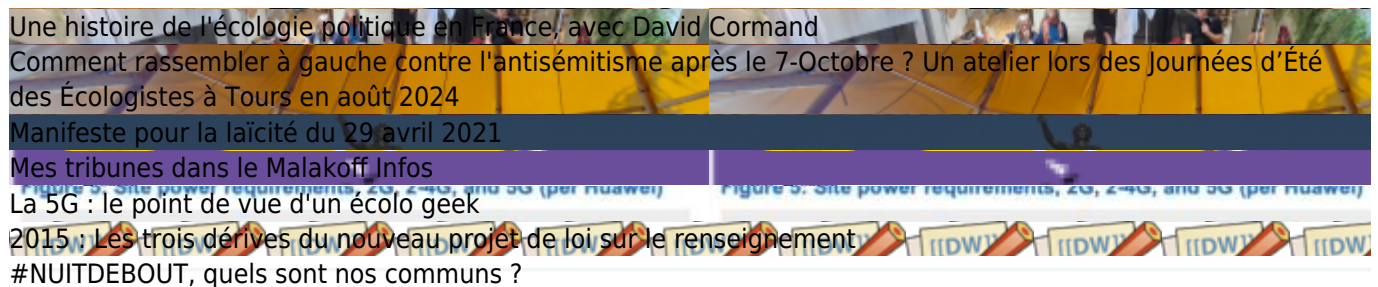 Une histoire de l'écologie politique en France, avec David Cormand
Comment rassembler à gauche contre l'antisémitisme après le 7-Octobre ? Un atelier lors des Journées d’Été
des Écologistes à Tours en août 2024
Manifeste pour la laïcité du 29 avril 2021
Mes tribunes dans le Malakoff Infos
Figure 5: Site power requirements, 2G, 2-4G, and 5G (per Huawei) Figure 5: Site power requirements, 2G, 2-4G, and 5G (per Huawei)
La 5G : le point de vue d'un écolo geek
2015 : Les trois dérives du nouveau projet de loi sur le renseignement
[[DW]] [[DW]] [[DW]] [[DW
#NUITDEBOUT, quels sont nos communs ?